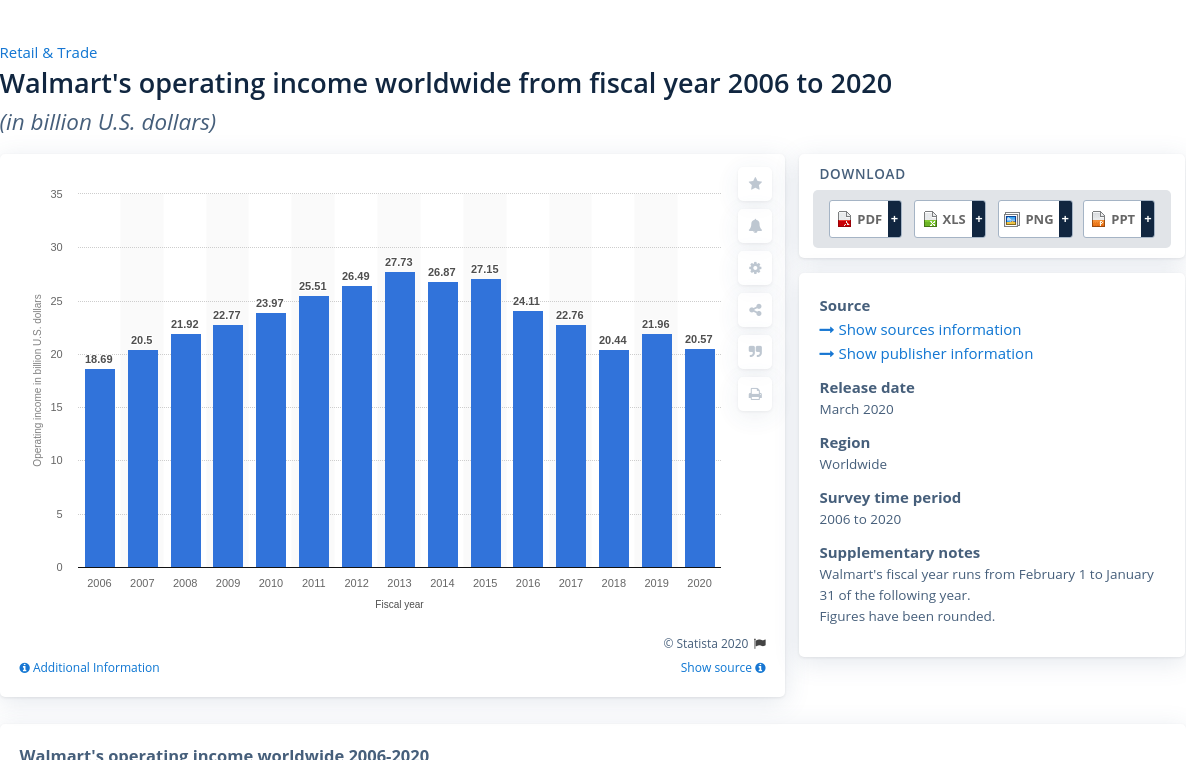 Retail & Trade
Walmart's operating income worldwide from fiscal year 2006 to 2020
(in billion U.S. dollars)
35
30
25
20
15
10
5
0
Operating income in billion U.S. dollars
18.69
20.5
21.92
22.77
23.97
25.51
26.49
27.73
26.87
27.15
24.11
22.76
20.44
21.96
20.57
2006 2007 2008 2009 2010 2011 2012 2013 2014 2015 2016 2017 2018 2019 2020
Fiscal year
© Statista 2020
Additional Information
Show source
DOWNLOAD
PDF + XLS + PNG + PPT +
Source
Show sources information
Show publisher information
Release date
March 2020
Region
Worldwide
Survey time period
2006 to 2020
Supplementary notes
Walmart's fiscal year runs from February 1 to January
31 of the following year.
Figures have been rounded.
Walmart's operating income worldwide 2006-2020